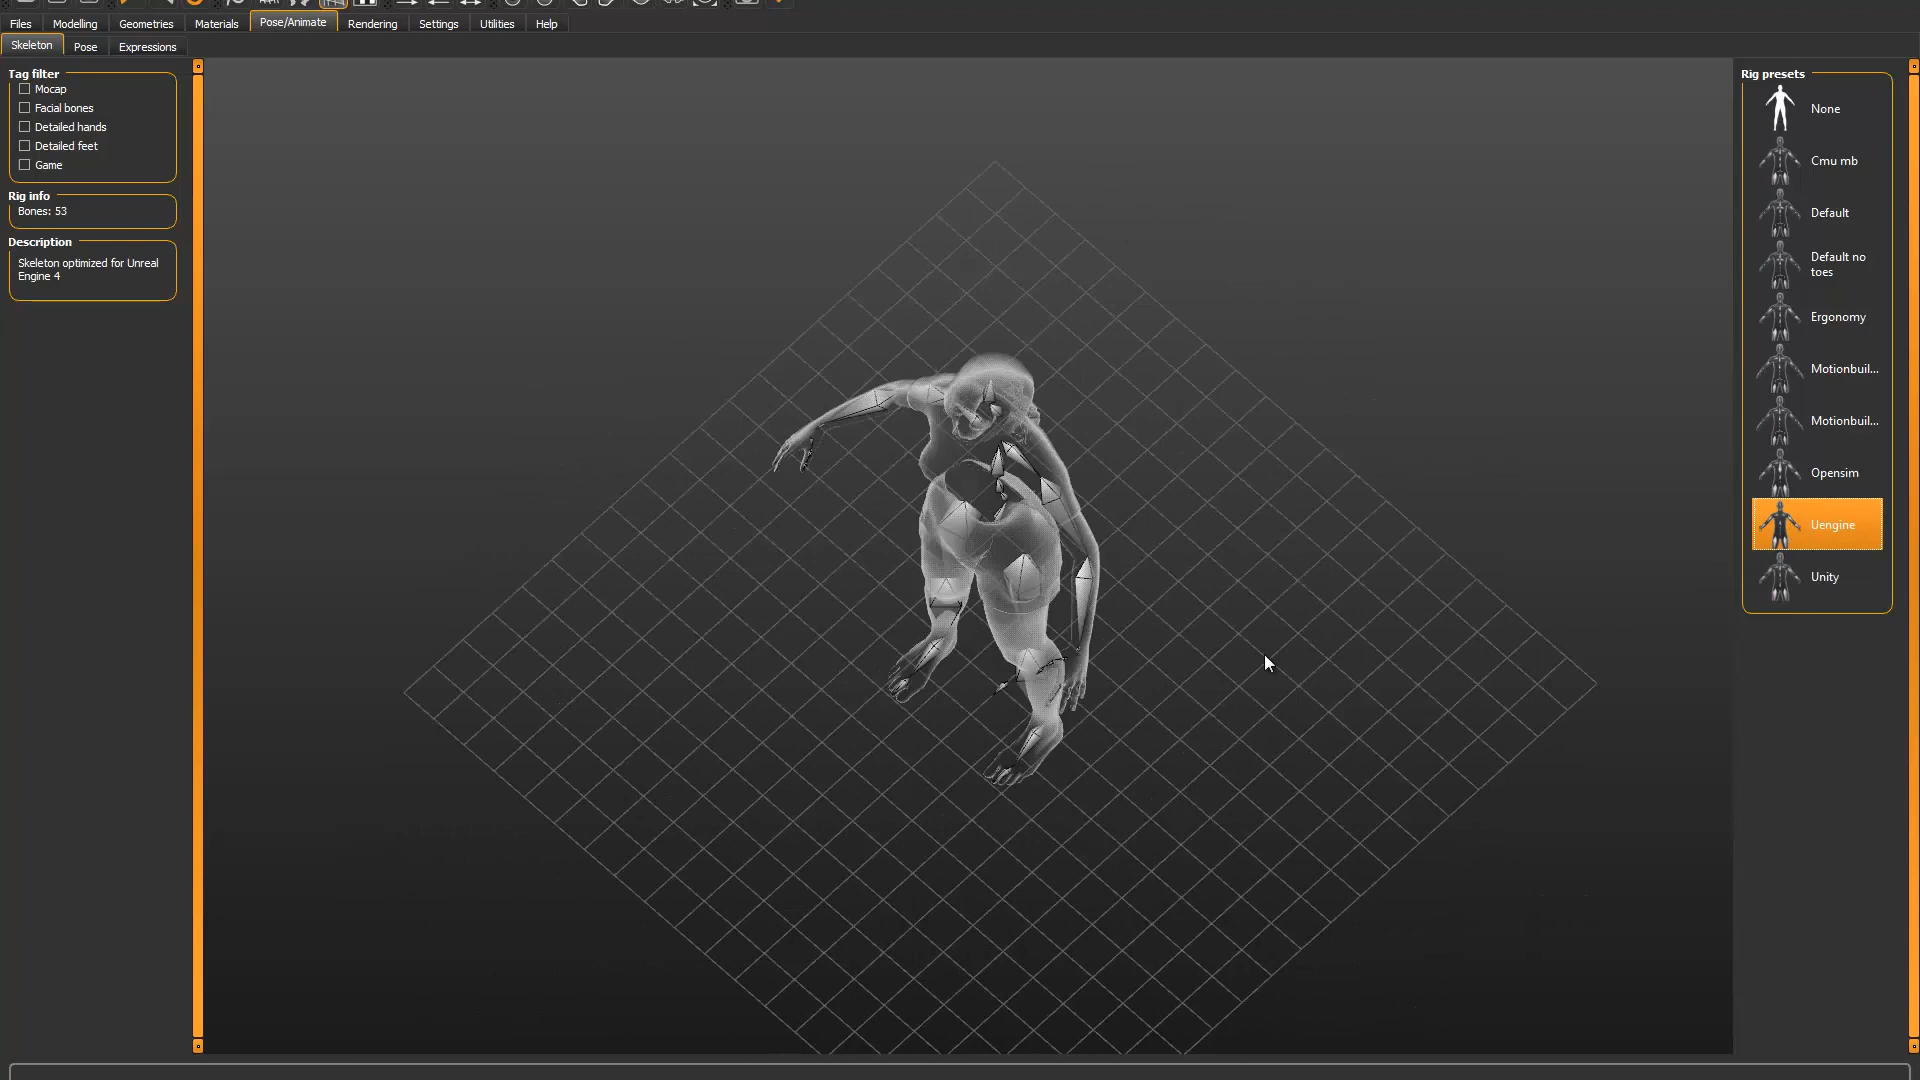 Files Modelling Geometries Materials Pose/Animate Rendering Settings Utilities Help
Skeleton Pose Expressions
Tag filter
Mocap
Facial bones
Detailed hands
Detailed feet
Game
Rig info
Bones: 53
Description
Skeleton optimized for Unreal
Engine 4
Rig presets
None
Cmu mb
Default
Default no
toes
Ergonomy
Motionbuil...
Motionbuil...
Opensim
Uengine
Unity